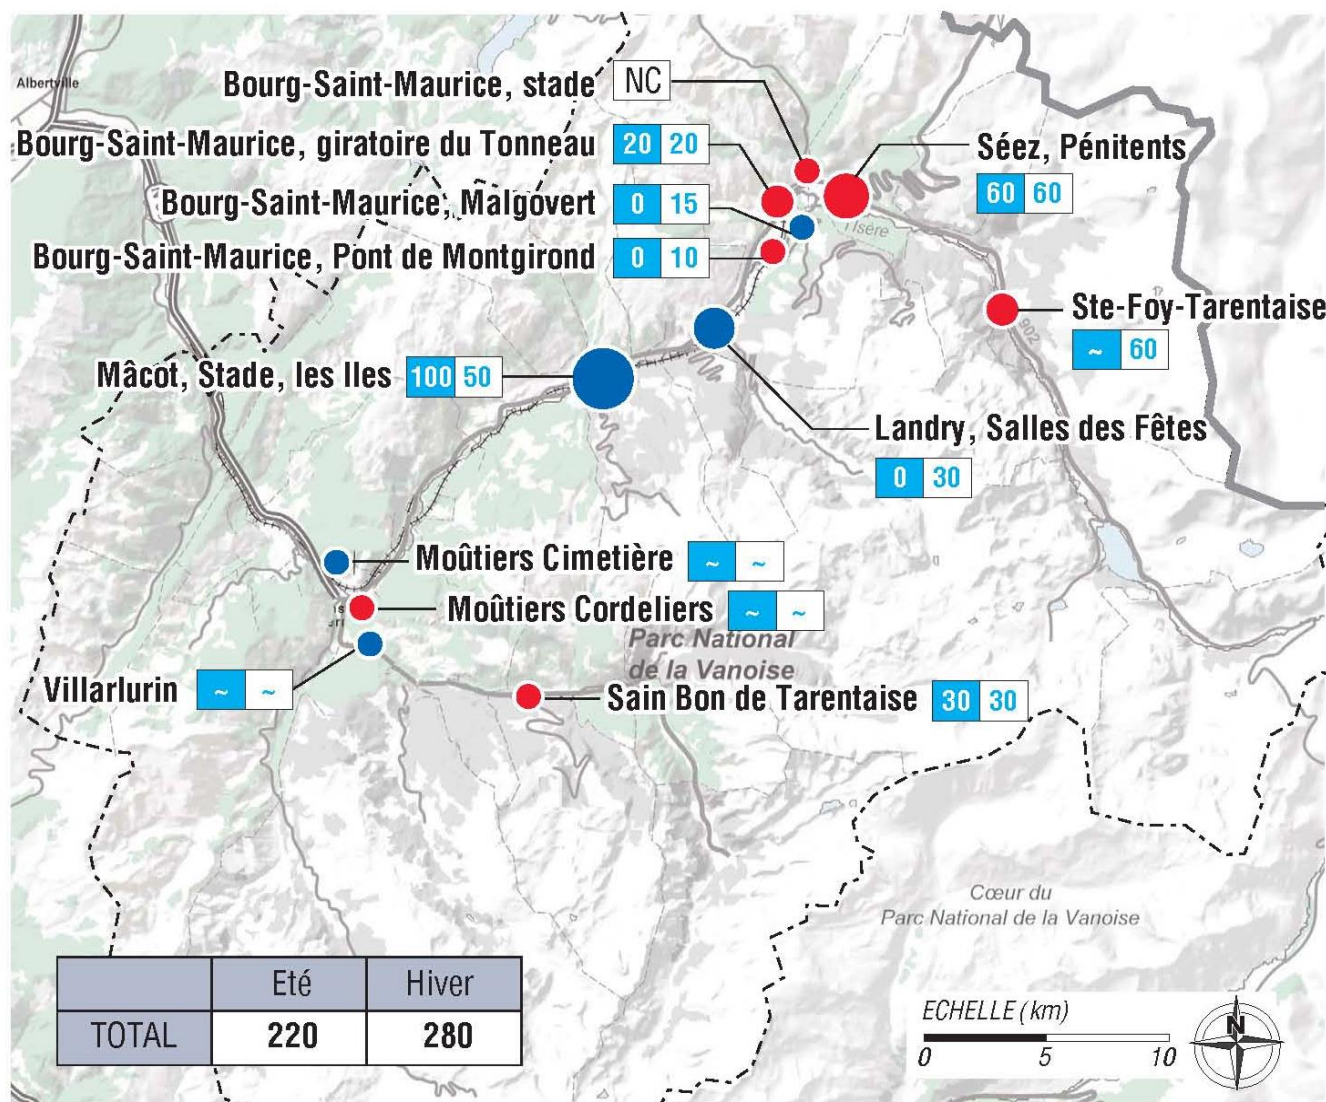 Albertville
Bourg-Saint-Maurice, stade NC
Bourg-Saint-Maurice, giratoire du Tonneau 20 20
Séez, Pénitents
60 60
Bourg-Saint-Maurice, Malgovert 0 15
l'Isère
Bourg-Saint-Maurice, Pont de Montgirond 0 10
Ste-Foy-Tarentaise
902
~ 60
Mâcot, Stade, les Iles 100 50
Landry, Salles des Fêtes
0 30
Moûtiers Cimetière ~ ~
Moûtiers Cordeliers ~ ~
Parc National
de la Vanoise
Villarlurin ~ ~
Sain Bon de Tarentaise 30 30
Cœur du
Parc National de la Vanoise
Eté Hiver
TOTAL 220 280
ECHELLE (km)
0 5 10
N